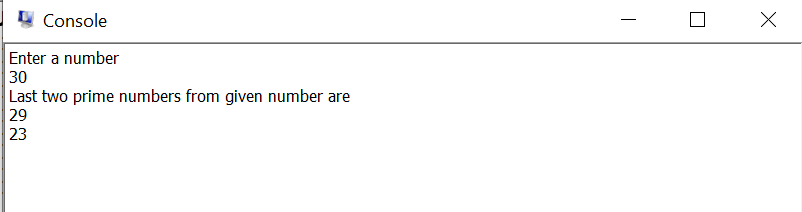 Console
Enter a number
30
Last two prime numbers from given number are
29
23